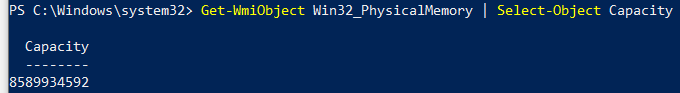 PS C:\Windows\system32> Get-WmiObject Win32_PhysicalMemory | Select-Object Capacity
Capacity
--------
8589934592